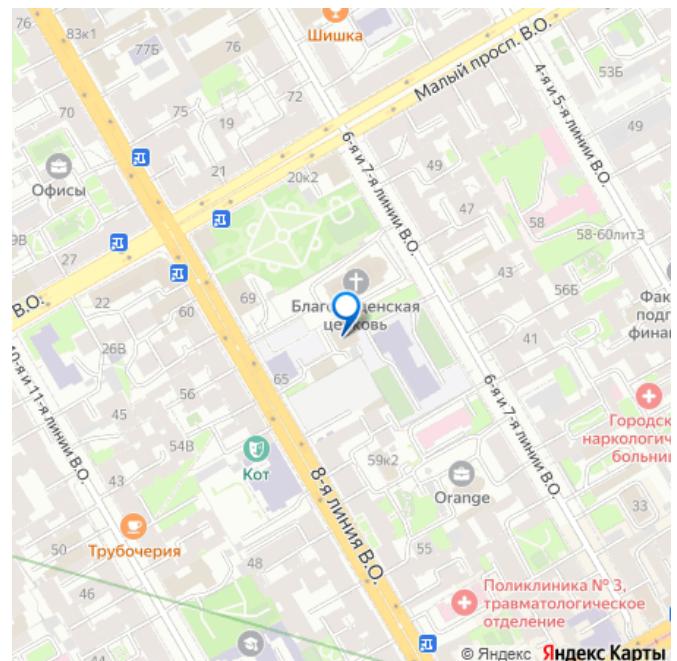 76
83к1
77Б
76
Шишка
Малый просп. В.О.
53Б
4-я и 5-я линии В.О.
70
75
72
19
49
6-я и 7-я линии В.О.
Офисы
21
20к2
49
47
58
58-60литЗ
27
69
43
Благовещенская
церковь
56Б
22
60
В.О.
26В
41
65
10-я и 11-я линии В.О.
56
6-я и 7-я линии В.О.
45
54В
Кот
59к2
43
Orange
33
8-я линия В.О.
Трубочерия
50
48
55
46
Поликлиника № 3,
травматологическое
отделение
© Яндекс Яндекс Карты